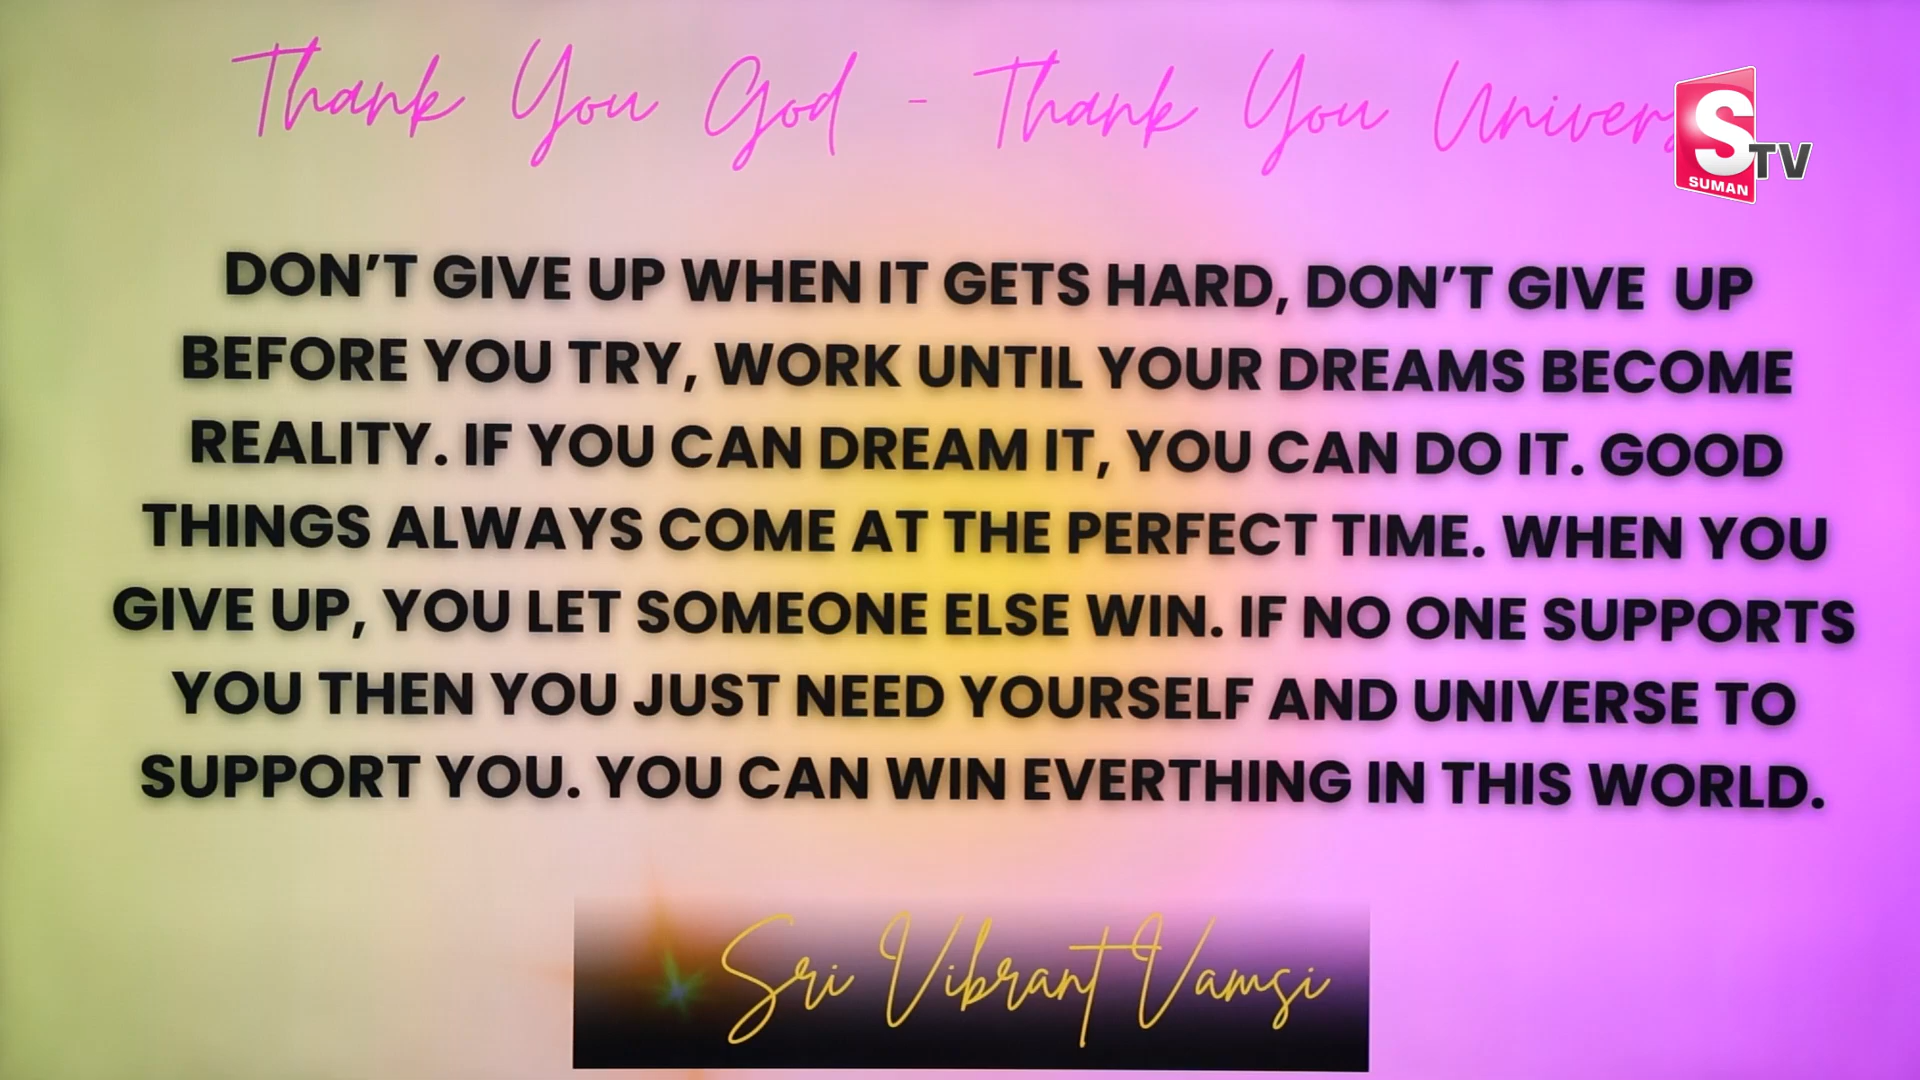 Thank You God - Thank You
S
TV
SUMAN
DON'T GIVE UP WHEN IT GETS HARD, DON'T GIVE UP
BEFORE YOU TRY, WORK UNTIL YOUR DREAMS BECOME
REALITY. IF YOU CAN DREAM IT, YOU CAN DO IT. GOOD
THINGS ALWAYS COME AT THE PERFECT TIME. WHEN YOU
GIVE UP, YOU LET SOMEONE ELSE WIN. IF NO ONE SUPPORTS
YOU THEN YOU JUST NEED YOURSELF AND UNIVERSE TO
SUPPORT YOU. YOU CAN WIN EVERTHING IN THIS WORLD.
Sri Vibrant Vamsi